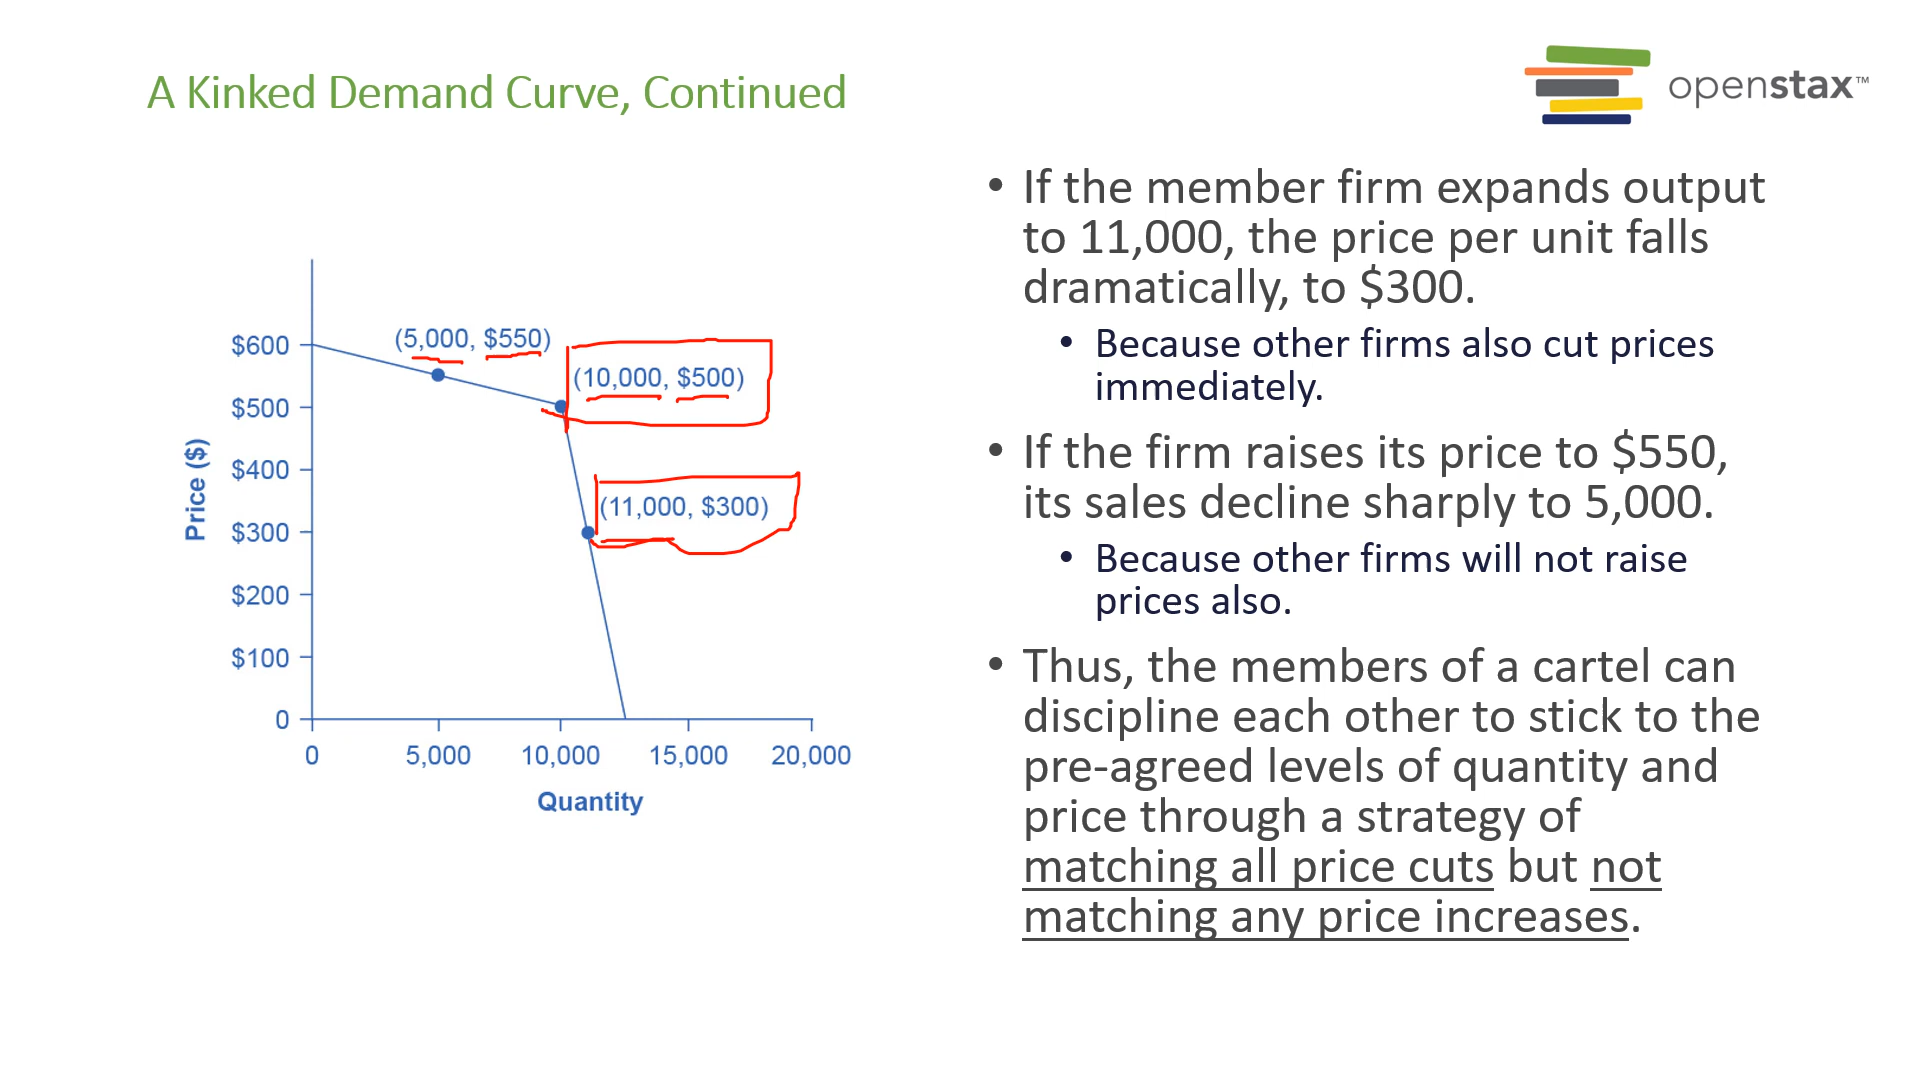 A Kinked Demand Curve, Continued
openstax™
$600
$500
$400
$300
$200
$100
0
Price ($)
(5,000, $550)
(10,000, $500)
(11,000, $300)
0
5,000
10,000
15,000
20,000
Quantity
• If the member firm expands output
to 11,000, the price per unit falls
dramatically, to $300.
• Because other firms also cut prices
immediately.
• If the firm raises its price to $550,
its sales decline sharply to 5,000.
• Because other firms will not raise
prices also.
• Thus, the members of a cartel can
discipline each other to stick to the
pre-agreed levels of quantity and
price through a strategy of
matching all price cuts but not
matching any price increases.